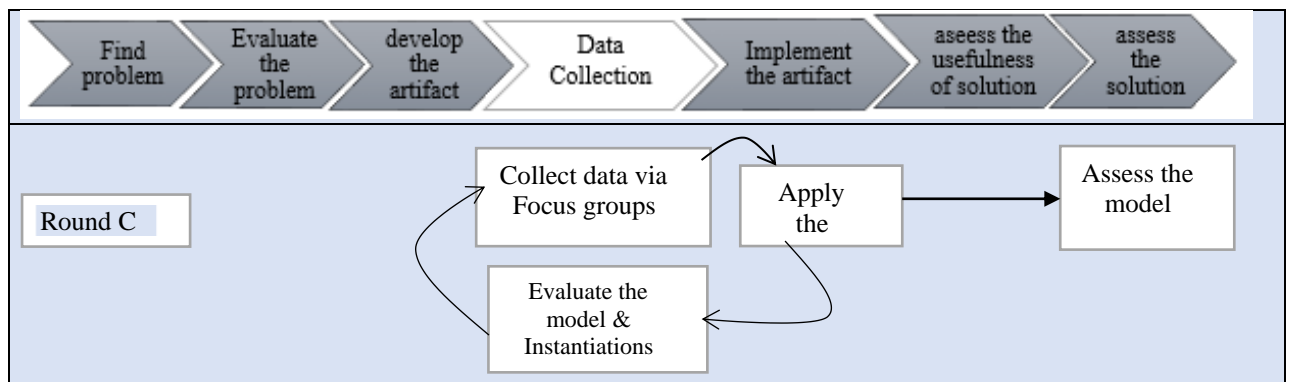 Find
problem
Evaluate
the
problem
develop
the
artifact
Data
Collection
Implement
the artifact
aseess the
usefulness
of solution
assess
the
solution
Round C
Collect data via
Focus groups
Apply
the
Assess the
model
Evaluate the
model &
Instantiations